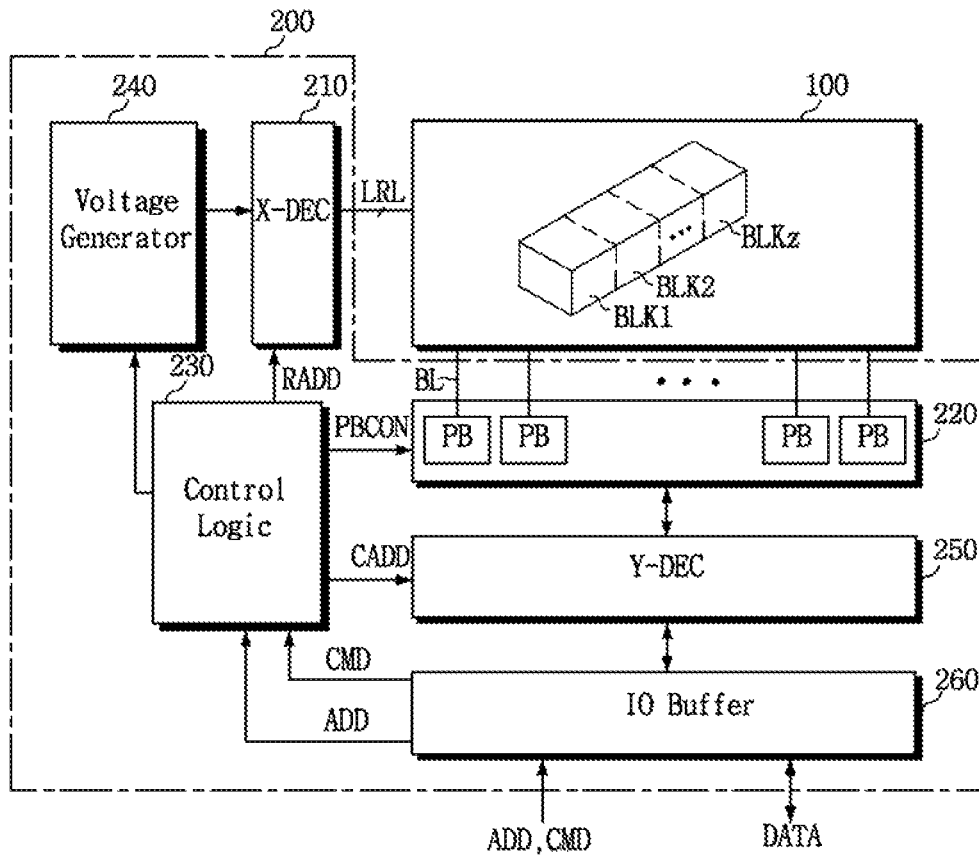 200
240
210
100
Voltage
Generator
X-DEC
LRL
BLKz
BLK2
BLK1
230
RADD
BL
PBCON
PB
PB
PB
PB
220
Control
Logic
CADD
Y-DEC
250
CMD
ADD
IO Buffer
260
ADD,CMD
DATA